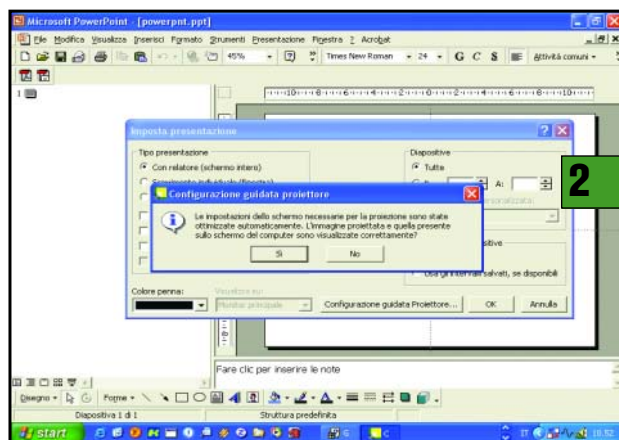 Microsoft PowerPoint - [powerpnt.ppt]
File Modifica Visualizza Inserisci Formato Strumenti Presentazione Finestra ? Acrobat
45% Times New Roman 24 G C S Attività comuni
1
Imposta presentazione
Tipo presentazione
Diapositive
Con relatore (schermo intero)
Tutte
A:
2
Configurazione guidata proiettore
Le impostazioni dello schermo necessarie per la proiezione sono state
ottimizzate automaticamente. L'immagine proiettata e quella presente
sullo schermo del computer sono visualizzate correttamente?
Sì No
Usa gli intervalli salvati, se disponibili
Colore penna:
Visualizza su:
Monitor principale
Configurazione guidata Proiettore... OK Annulla
Fare clic per inserire le note
Disegno Forme
Diapositiva 1 di 1 Struttura predefinita
start IT 10.52